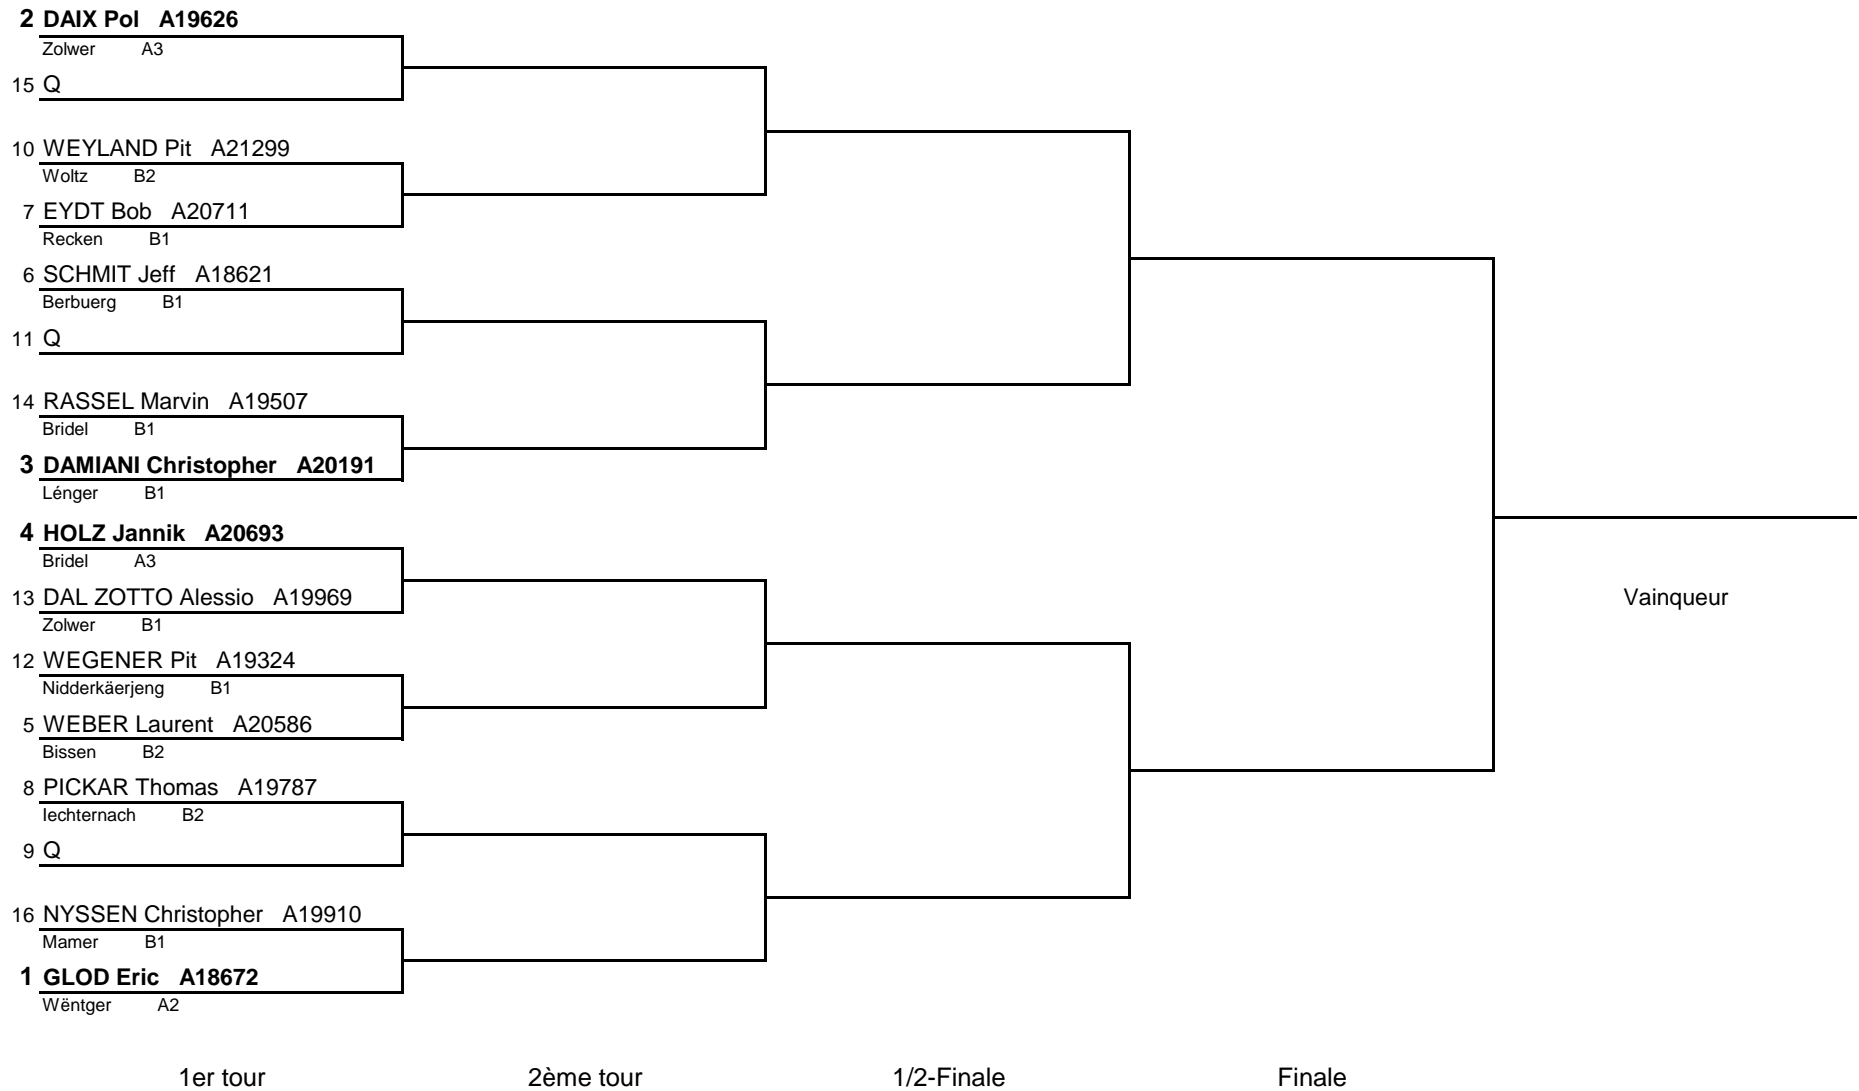 2 DAIX Pol A19626
Zolwer A3
15 Q
10 WEYLAND Pit A21299
Woltz B2
7 EYDT Bob A20711
Recken B1
6 SCHMIT Jeff A18621
Berbuerg B1
11 Q
14 RASSEL Marvin A19507
Bridel B1
3 DAMIANI Christopher A20191
Lénger B1
4 HOLZ Jannik A20693
Bridel A3
13 DAL ZOTTO Alessio A19969
Zolwer B1
Vainqueur
12 WEGENER Pit A19324
Nidderkäerjeng B1
5 WEBER Laurent A20586
Bissen B2
8 PICKAR Thomas A19787
Iechternach B2
9 Q
16 NYSSEN Christopher A19910
Mamer B1
1 GLOD Eric A18672
Wëntger A2
1er tour 2ème tour 1/2-Finale Finale